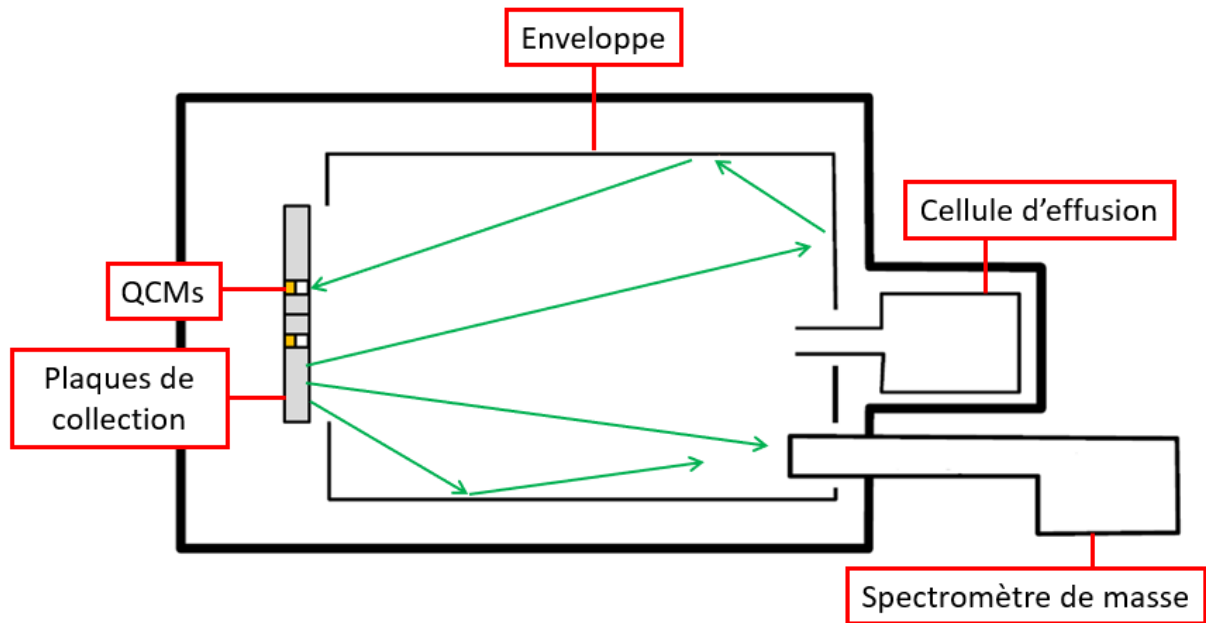 Enveloppe
Cellule d'effusion
QCMs
Plaques de
collection
Spectromètre de masse